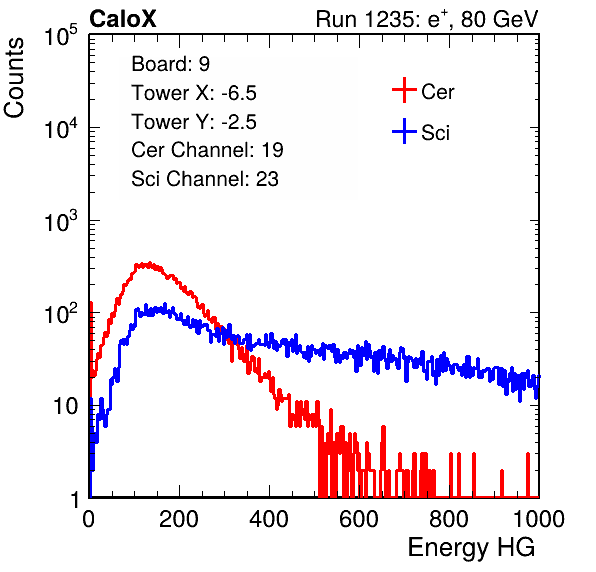 CaloX Run 1235: e⁺, 80 GeV
Counts
10⁵
10⁴
10³
10²
10
1
Board: 9
Tower X: -6.5
Tower Y: -2.5
Cer Channel: 19
Sci Channel: 23
Cer
Sci
0 200 400 600 800 1000
Energy HG